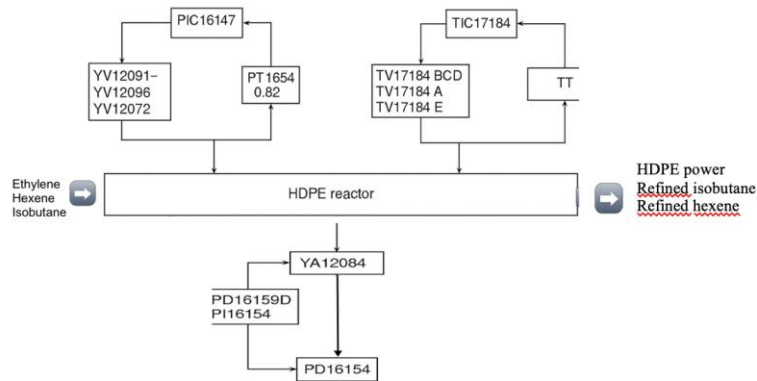 PIC16147
TIC17184
YV12091-
YV12096
YV12072
PT1654
0.82
TV17184 BCD
TV17184 A
TV17184 E
TT
Ethylene
Hexene
Isobutane
HDPE reactor
HDPE power
Refined isobutane
Refined hexene
YA12084
PD16159D
PI16154
PD16154